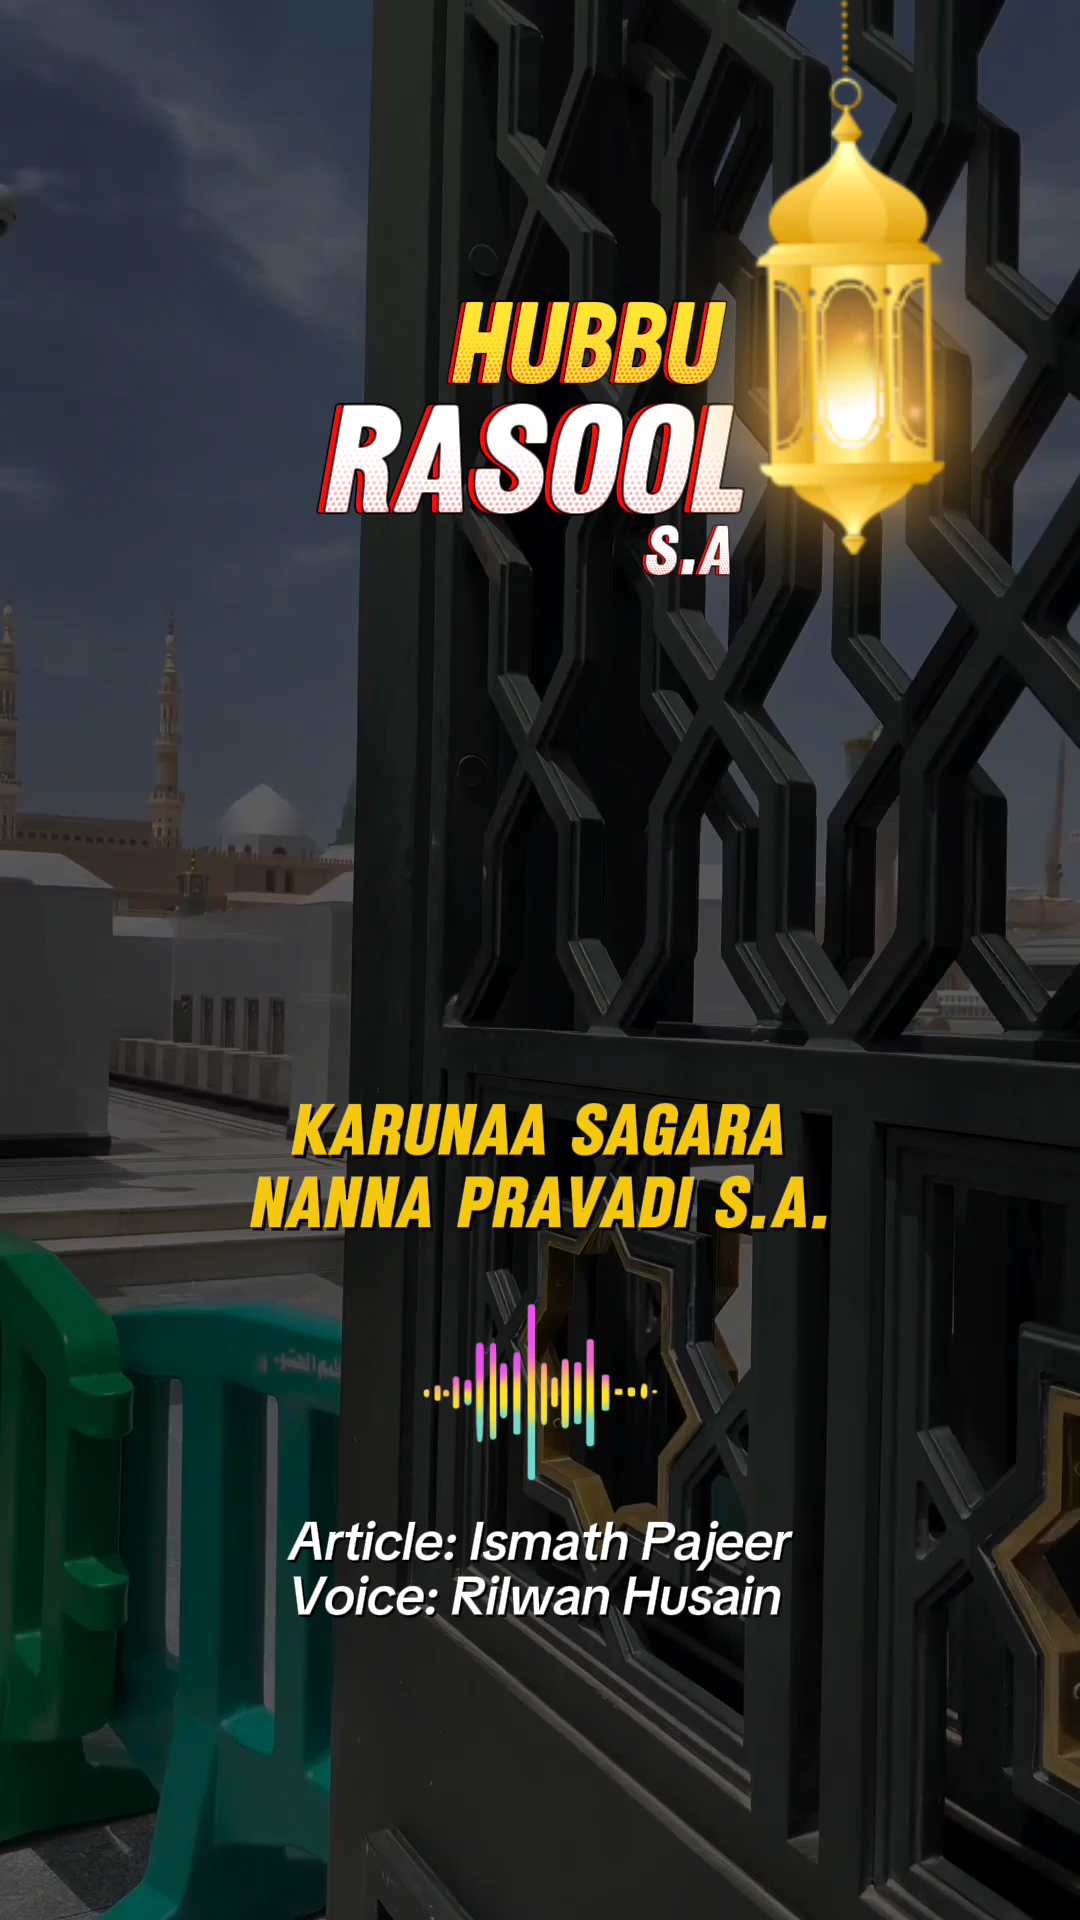 HUBBU
RASOOL
S.A
KARUNAA SAGARA
NANNA PRAVADI S.A.
Article: Ismath Pajeer
Voice: Rilwan Husain